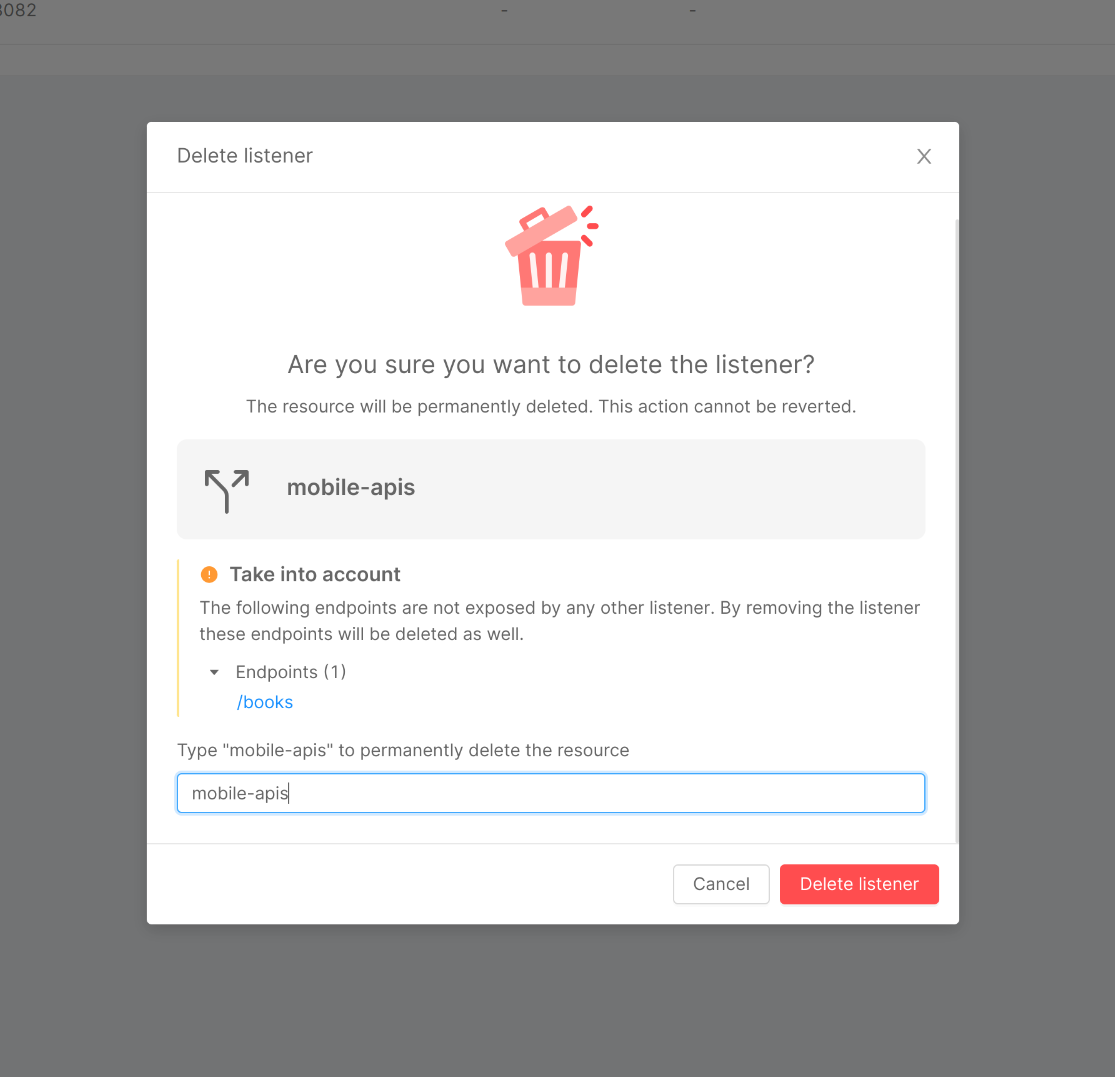 3082 - -
Delete listener
Are you sure you want to delete the listener?
The resource will be permanently deleted. This action cannot be reverted.
mobile-apis
Take into account
The following endpoints are not exposed by any other listener. By removing the listener
these endpoints will be deleted as well.
Endpoints (1)
/books
Type "mobile-apis" to permanently delete the resource
mobile-apis
Cancel
Delete listener